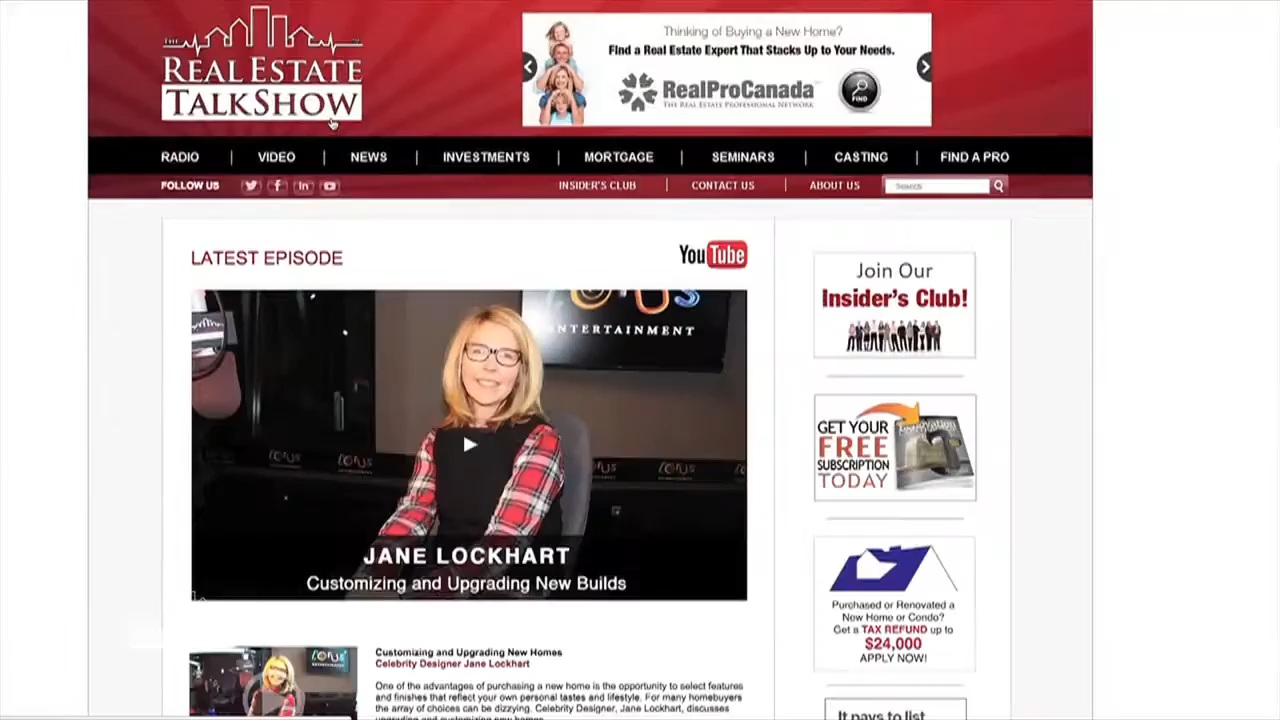 THE
REAL ESTATE
TALKSHOW
Thinking of Buying a New Home?
Find a Real Estate Expert That Stacks Up to Your Needs.
RealProCanada
THE REAL ESTATE PROFESSIONAL NETWORK
FIND
RADIO | VIDEO | NEWS | INVESTMENTS | MORTGAGE | SEMINARS | CASTING | FIND A PRO
FOLLOW US
INSIDER'S CLUB | CONTACT US | ABOUT US
Search
LATEST EPISODE
YouTube
ENTERTAINMENT
JANE LOCKHART
Customizing and Upgrading New Builds
Join Our
Insider's Club!
GET YOUR
FREE
SUBSCRIPTION
TODAY
Purchased or Renovated a
New Home or Condo?
Get a TAX REFUND up to
$24,000
APPLY NOW!
It pays to list
Customizing and Upgrading New Homes
Celebrity Designer Jane Lockhart
One of the advantages of purchasing a new home is the opportunity to select features
and finishes that reflect your own personal tastes and lifestyle. For many homebuyers
the array of choices can be dizzying. Celebrity Designer, Jane Lockhart, discusses
upgrading and customizing new homes.